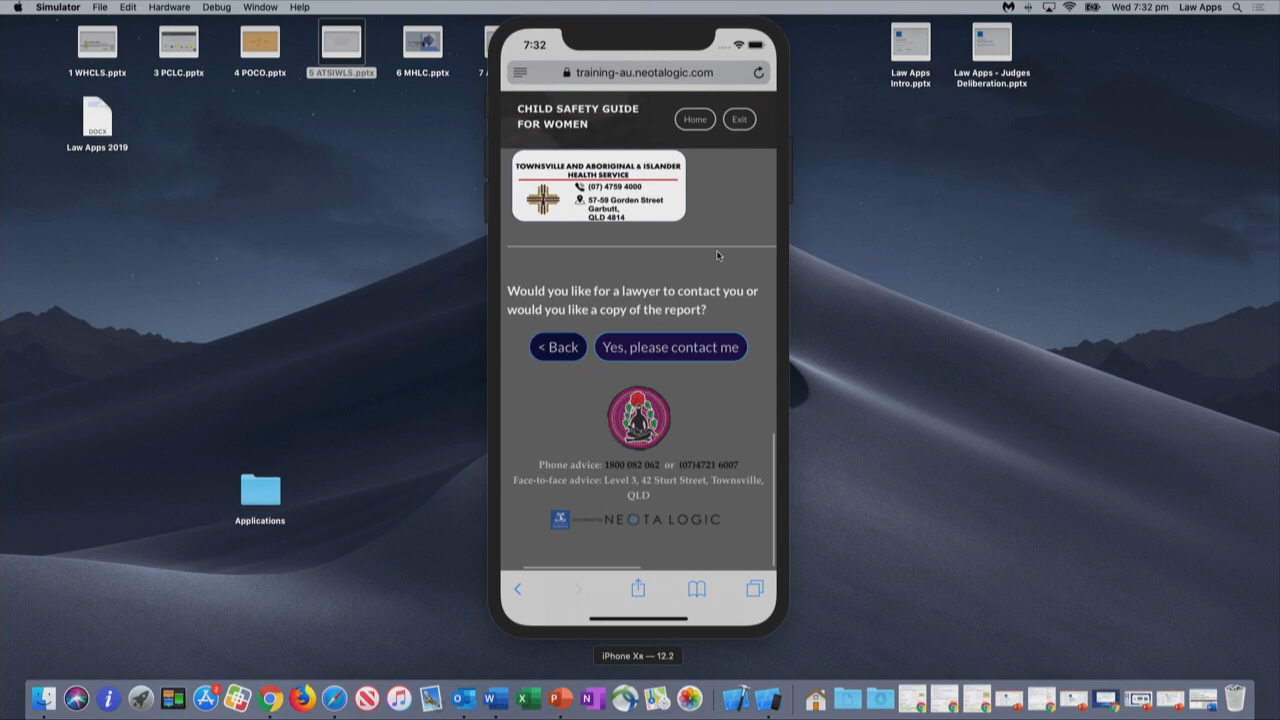 Simulator File Edit Hardware Debug Window Help
Wed 7:32 pm Law Apps
1 WHCLS.pptx
3 PCLC.pptx
4 POCO.pptx
5 ATSIWLS.pptx
6 MHLC.pptx
Law Apps Intro.pptx
Law Apps - Judges Deliberation.pptx
DOCX
Law Apps 2019
Applications
7:32
training-au.neotalogic.com
CHILD SAFETY GUIDE
FOR WOMEN
Home
Exit
TOWNSVILLE AND ABORIGINAL & ISLANDER
HEALTH SERVICE
(07) 4759 4000
57-59 Gorden Street
Garbutt,
QLD 4814
Would you like for a lawyer to contact you or
would you like a copy of the report?
< Back
Yes, please contact me
Phone advice: 1800 082 062 or (07)4721 6007
Face-to-face advice: Level 3, 42 Sturt Street, Townsville,
QLD
powered by NEOTA LOGIC
iPhone XR — 12.2